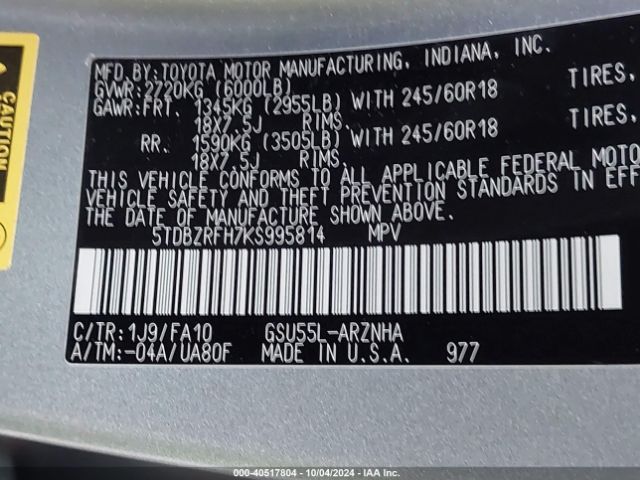 MFD.BY:TOYOTA MOTOR MANUFACTURING, INDIANA, INC.
GVWR:2720KG (6000LB)
GAWR:FRT. 1345KG (2955LB) WITH 245/60R18 TIRES,
18X7.5J RIMS.
RR. 1590KG (3505LB) WITH 245/60R18 TIRES,
18X7.5J RIMS.
THIS VEHICLE CONFORMS TO ALL APPLICABLE FEDERAL MOTO
VEHICLE SAFETY AND THEFT PREVENTION STANDARDS IN EFF
THE DATE OF MANUFACTURE SHOWN ABOVE.
5TDBZRFH7KS995814 MPV
C/TR:1J9/FA10 GSU55L-ARZNHA
A/TM:-04A/UA80F MADE IN U.S.A. 977
000-40517804 | 10/04/2024 | IAA Inc.